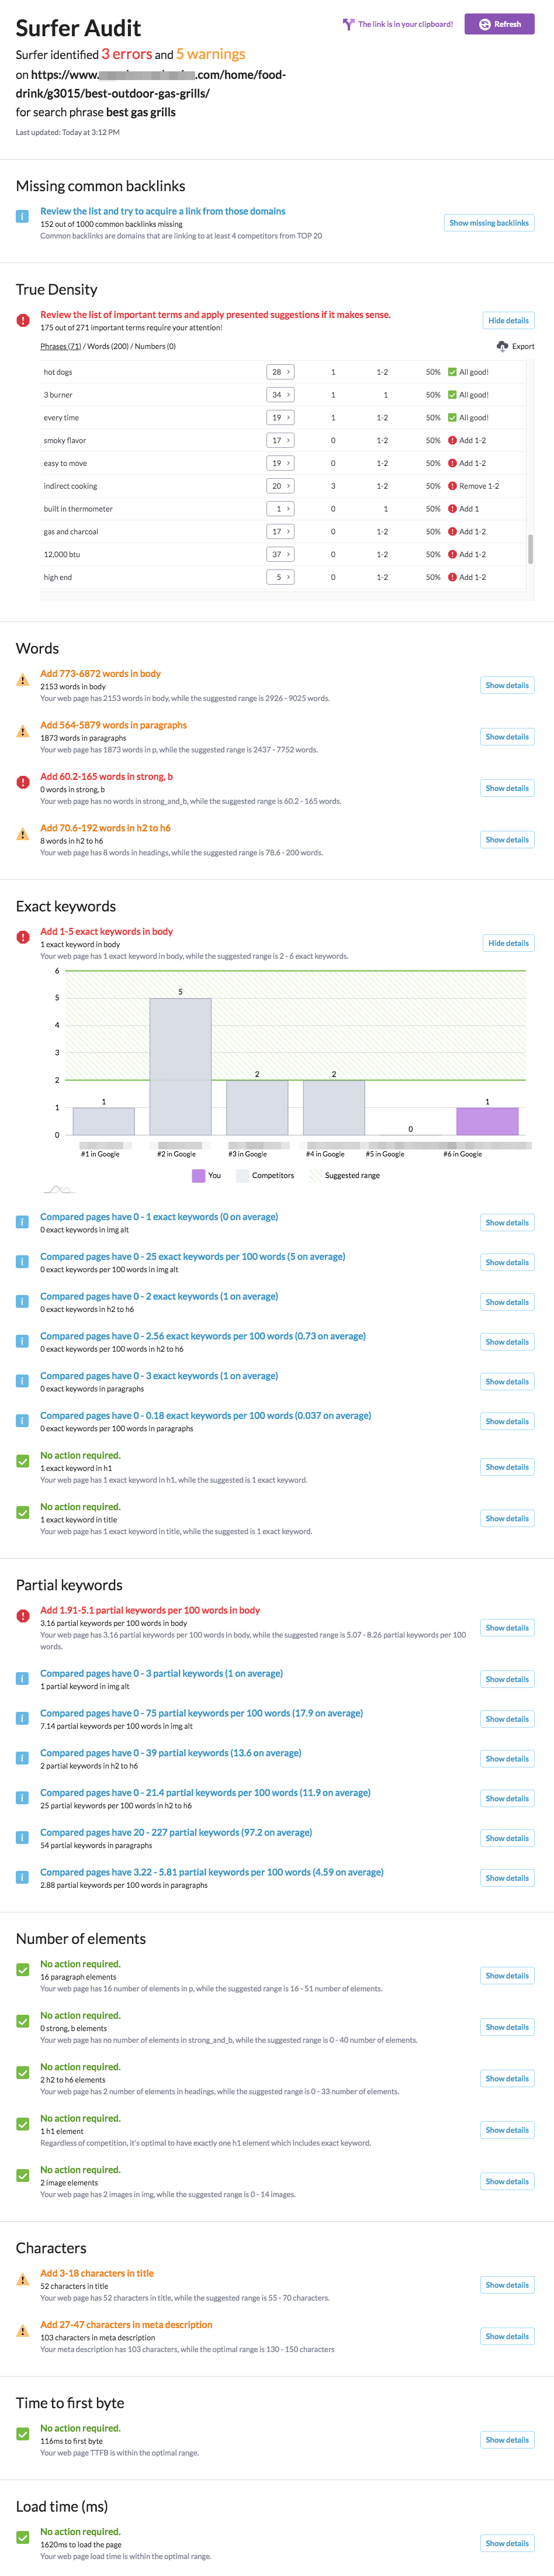 Surfer Audit
The link is in your clipboard!
Refresh
Surfer identified 3 errors and 5 warnings
on https://www. .com/home/food-
drink/g3015/best-outdoor-gas-grills/
for search phrase best gas grills
Last updated: Today at 3:12 PM
Missing common backlinks
Review the list and try to acquire a link from those domains
152 out of 1000 common backlinks missing
Common backlinks are domains that are linking to at least 4 competitors from TOP 20
Show missing backlinks
True Density
Review the list of important terms and apply presented suggestions if it makes sense.
175 out of 271 important terms require your attention!
Hide details
Phrases (71) / Words (200) / Numbers (0)
Export
hot dogs 28 > 1 1-2 50% All good!
3 burner 34 > 1 1 50% All good!
every time 19 > 1 1-2 50% All good!
smoky flavor 17 > 0 1-2 50% Add 1-2
easy to move 19 > 0 1-2 50% Add 1-2
indirect cooking 20 > 3 1-2 50% Remove 1-2
built in thermometer 1 > 0 1 50% Add 1
gas and charcoal 17 > 0 1-2 50% Add 1-2
12,000 btu 37 > 0 1-2 50% Add 1-2
high end 5 > 0 1-2 50% Add 1-2
Words
Add 773-6872 words in body
2153 words in body
Your web page has 2153 words in body, while the suggested range is 2926 - 9025 words.
Show details
Add 564-5879 words in paragraphs
1873 words in paragraphs
Your web page has 1873 words in p, while the suggested range is 2437 - 7752 words.
Show details
Add 60.2-165 words in strong, b
0 words in strong, b
Your web page has no words in strong_and_b, while the suggested range is 60.2 - 165 words.
Show details
Add 70.6-192 words in h2 to h6
8 words in h2 to h6
Your web page has 8 words in headings, while the suggested range is 78.6 - 200 words.
Show details
Exact keywords
Add 1-5 exact keywords in body
1 exact keyword in body
Your web page has 1 exact keyword in body, while the suggested range is 2 - 6 exact keywords.
Hide details
6
5
4
3
2
1
0
1
5
2
2
0
1
#1 in Google
#2 in Google
#3 in Google
#4 in Google
#5 in Google
#6 in Google
You
Competitors
Suggested range
Compared pages have 0 - 1 exact keywords (0 on average)
0 exact keywords in img alt
Show details
Compared pages have 0 - 25 exact keywords per 100 words (5 on average)
0 exact keywords per 100 words in img alt
Show details
Compared pages have 0 - 2 exact keywords (1 on average)
0 exact keywords in h2 to h6
Show details
Compared pages have 0 - 2.56 exact keywords per 100 words (0.73 on average)
0 exact keywords per 100 words in h2 to h6
Show details
Compared pages have 0 - 3 exact keywords (1 on average)
0 exact keywords in paragraphs
Show details
Compared pages have 0 - 0.18 exact keywords per 100 words (0.037 on average)
0 exact keywords per 100 words in paragraphs
Show details
No action required.
1 exact keyword in h1
Your web page has 1 exact keyword in h1, while the suggested is 1 exact keyword.
Show details
No action required.
1 exact keyword in title
Your web page has 1 exact keyword in title, while the suggested is 1 exact keyword.
Show details
Partial keywords
Add 1.91-5.1 partial keywords per 100 words in body
3.16 partial keywords per 100 words in body
Your web page has 3.16 partial keywords per 100 words in body, while the suggested range is 5.07 - 8.26 partial keywords per 100
words.
Show details
Compared pages have 0 - 3 partial keywords (1 on average)
1 partial keyword in img alt
Show details
Compared pages have 0 - 75 partial keywords per 100 words (17.9 on average)
7.14 partial keywords per 100 words in img alt
Show details
Compared pages have 0 - 39 partial keywords (13.6 on average)
2 partial keywords in h2 to h6
Show details
Compared pages have 0 - 21.4 partial keywords per 100 words (11.9 on average)
25 partial keywords per 100 words in h2 to h6
Show details
Compared pages have 20 - 227 partial keywords (97.2 on average)
54 partial keywords in paragraphs
Show details
Compared pages have 3.22 - 5.81 partial keywords per 100 words (4.59 on average)
2.88 partial keywords per 100 words in paragraphs
Show details
Number of elements
No action required.
16 paragraph elements
Your web page has 16 number of elements in p, while the suggested range is 16 - 51 number of elements.
Show details
No action required.
0 strong, b elements
Your web page has no number of elements in strong_and_b, while the suggested range is 0 - 40 number of elements.
Show details
No action required.
2 h2 to h6 elements
Your web page has 2 number of elements in headings, while the suggested range is 0 - 33 number of elements.
Show details
No action required.
1 h1 element
Regardless of competition, it's optimal to have exactly one h1 element which includes exact keyword.
Show details
No action required.
2 image elements
Your web page has 2 images in img, while the suggested range is 0 - 14 images.
Show details
Characters
Add 3-18 characters in title
52 characters in title
Your web page has 52 characters in title, while the suggested range is 55 - 70 characters.
Show details
Add 27-47 characters in meta description
103 characters in meta description
Your meta description has 103 characters, while the optimal range is 130 - 150 characters
Show details
Time to first byte
No action required.
116ms to first byte
Your web page TTFB is within the optimal range.
Show details
Load time (ms)
No action required.
1620ms to load the page
Your web page load time is within the optimal range.
Show details